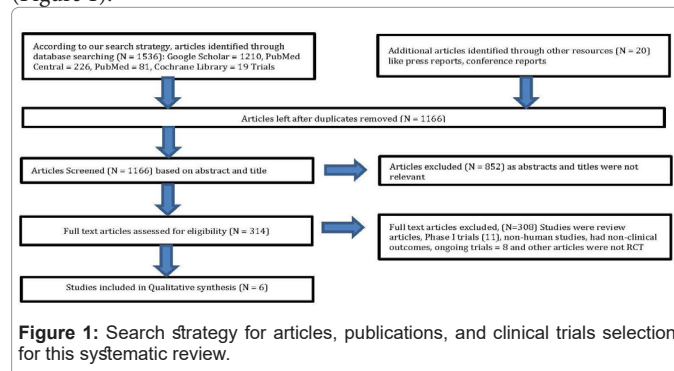 (Figure 1).
According to our search strategy, articles identified through
database searching (N = 1536): Google Scholar = 1210, PubMed
Central = 226, PubMed = 81, Cochrane Library = 19 Trials
Additional articles identified through other resources (N = 20)
like press reports, conference reports
Articles left after duplicates removed (N = 1166)
Articles Screened (N = 1166) based on abstract and title
Articles excluded (N = 852) as abstracts and titles were not
relevant
Full text articles assessed for eligibility (N = 314)
Full text articles excluded, (N=308) Studies were review
articles, Phase I trials (11), non-human studies, had non-clinical
outcomes, ongoing trials = 8 and other articles were not RCT
Studies included in Qualitative synthesis (N = 6)
Figure 1: Search strategy for articles, publications, and clinical trials selection
for this systematic review.